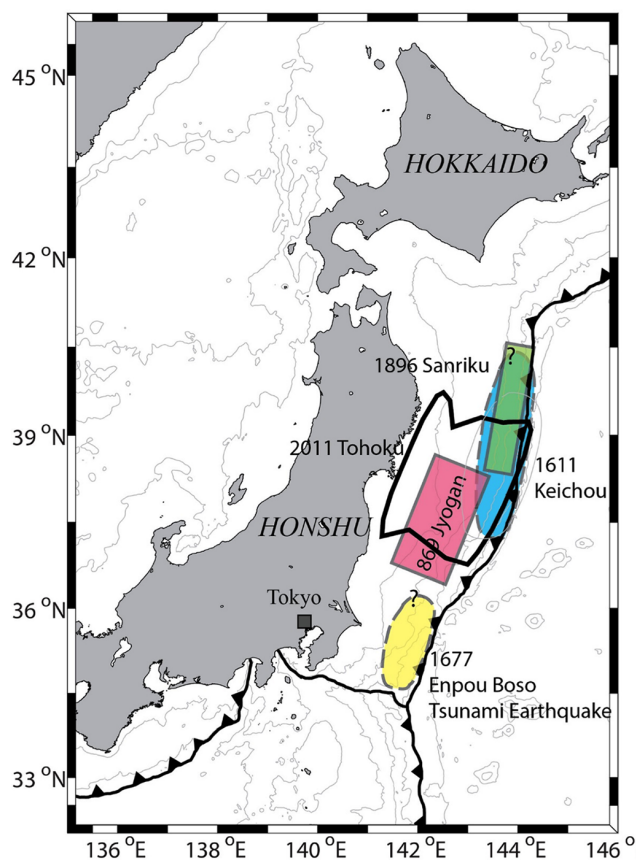 45 °N
HOKKAIDO
42 °N
?
1896 Sanriku
39 °N
2011 Tohoku
1611
Keichou
869 Jyogan
HONSHU
36 °N
?
Tokyo
1677
Enpou Boso
Tsunami Earthquake
33 °N
136 °E
138 °E
140 °E
142 °E
144 °E
146 °E